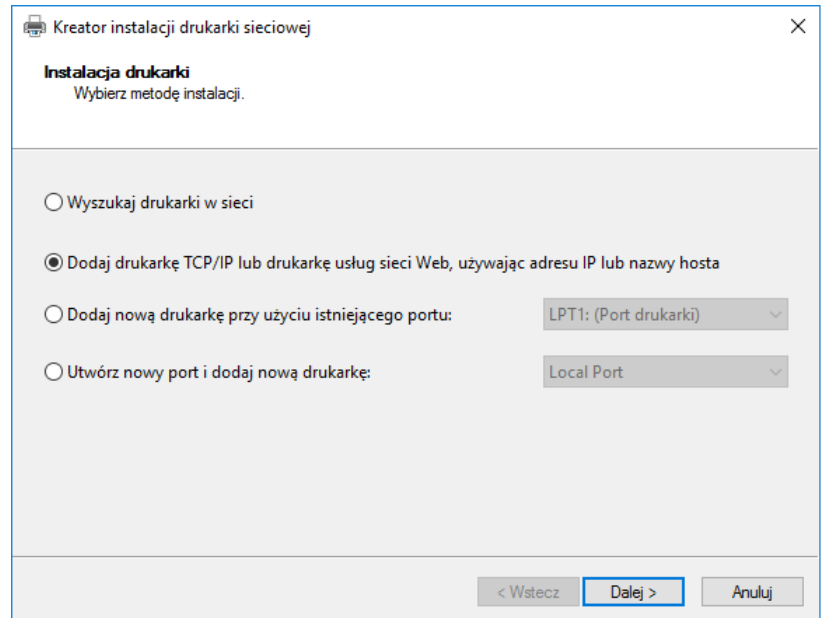 Kreator instalacji drukarki sieciowej
Instalacja drukarki
Wybierz metodę instalacji.
Wyszukaj drukarki w sieci
Dodaj drukarkę TCP/IP lub drukarkę usług sieci Web, używając adresu IP lub nazwy hosta
Dodaj nową drukarkę przy użyciu istniejącego portu: LPT1: (Port drukarki)
Utwórz nowy port i dodaj nową drukarkę: Local Port
< Wstecz Dalej > Anuluj